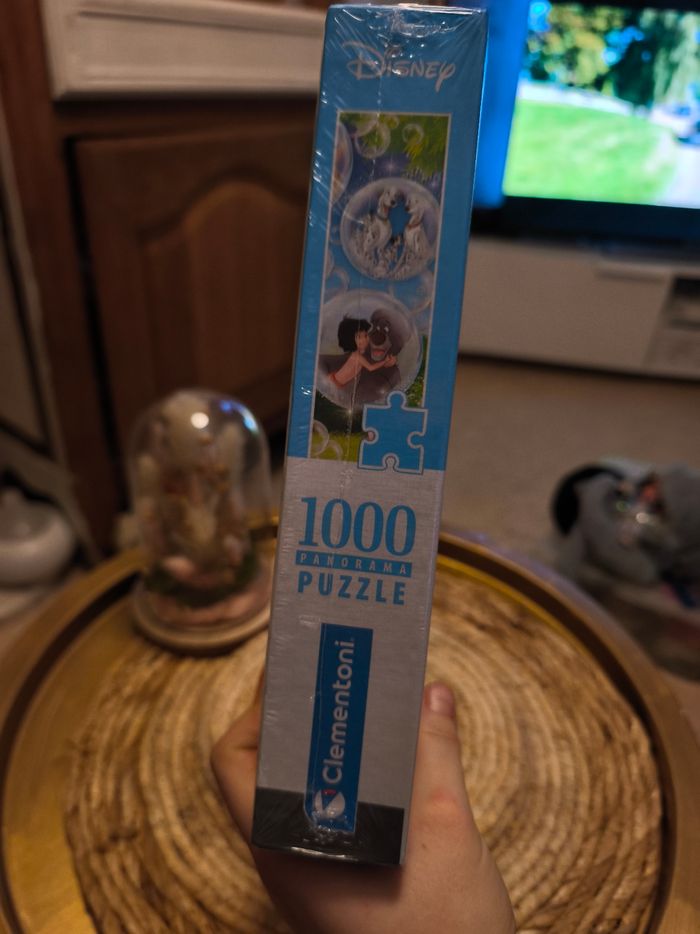 Disney
1000
PANORAMA
PUZZLE
Clementoni